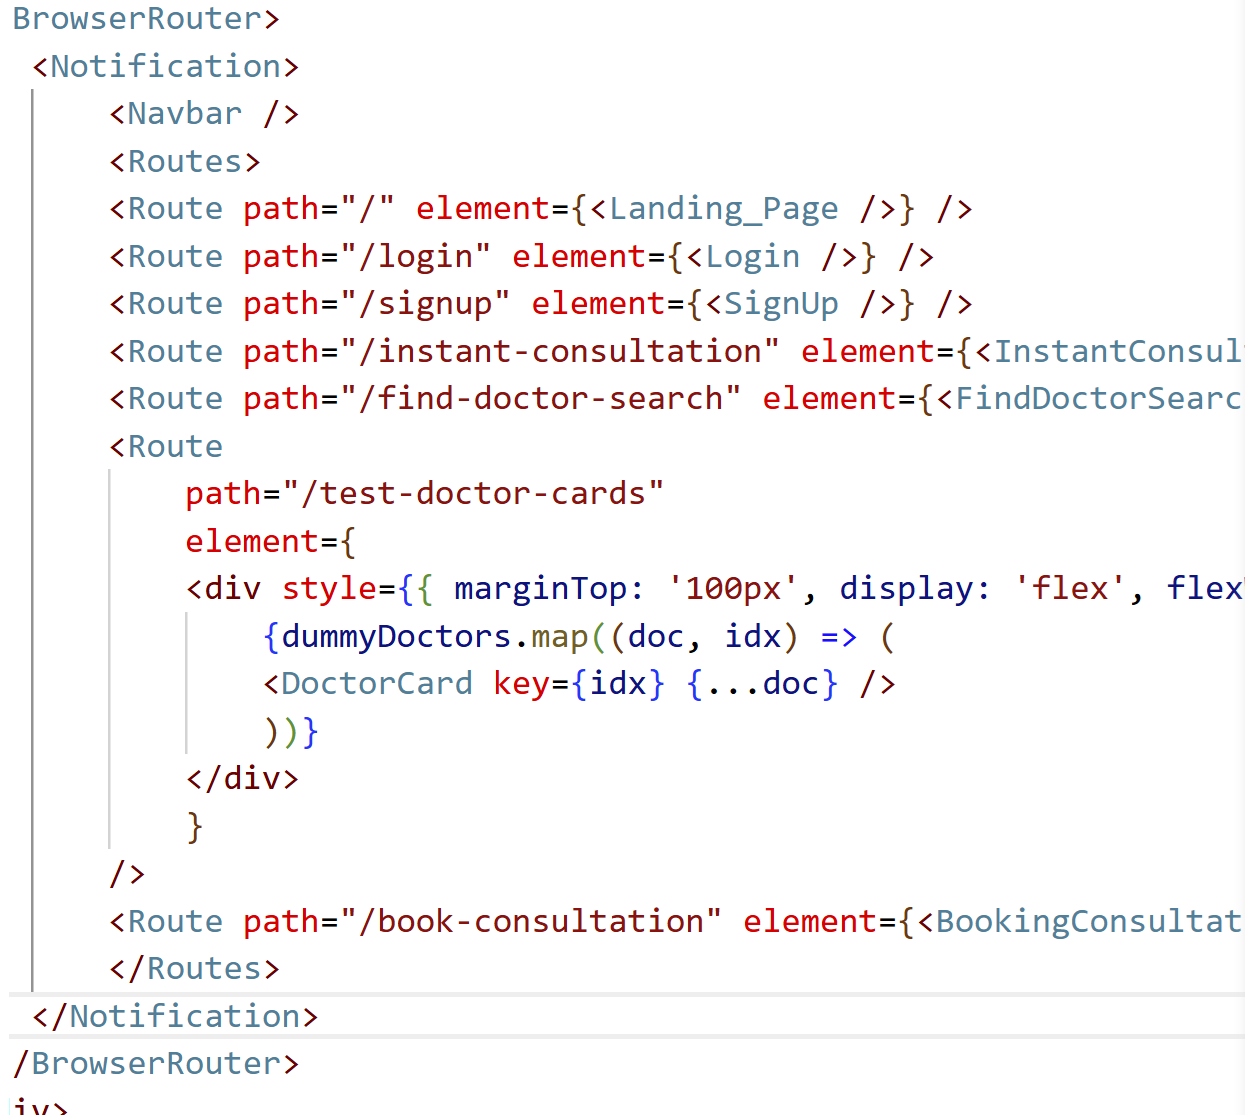 BrowserRouter>
<Notification>
<Navbar />
<Routes>
<Route path="/" element={<Landing_Page />} />
<Route path="/login" element={<Login />} />
<Route path="/signup" element={<SignUp />} />
<Route path="/instant-consultation" element={<InstantConsul
<Route path="/find-doctor-search" element={<FindDoctorSearc
<Route
path="/test-doctor-cards"
element={
<div style={{ marginTop: '100px', display: 'flex', flex
{dummyDoctors.map((doc, idx) => (
<DoctorCard key={idx} {...doc} />
))}
</div>
}
/>
<Route path="/book-consultation" element={<BookingConsultat
</Routes>
</Notification>
/BrowserRouter>
iv>